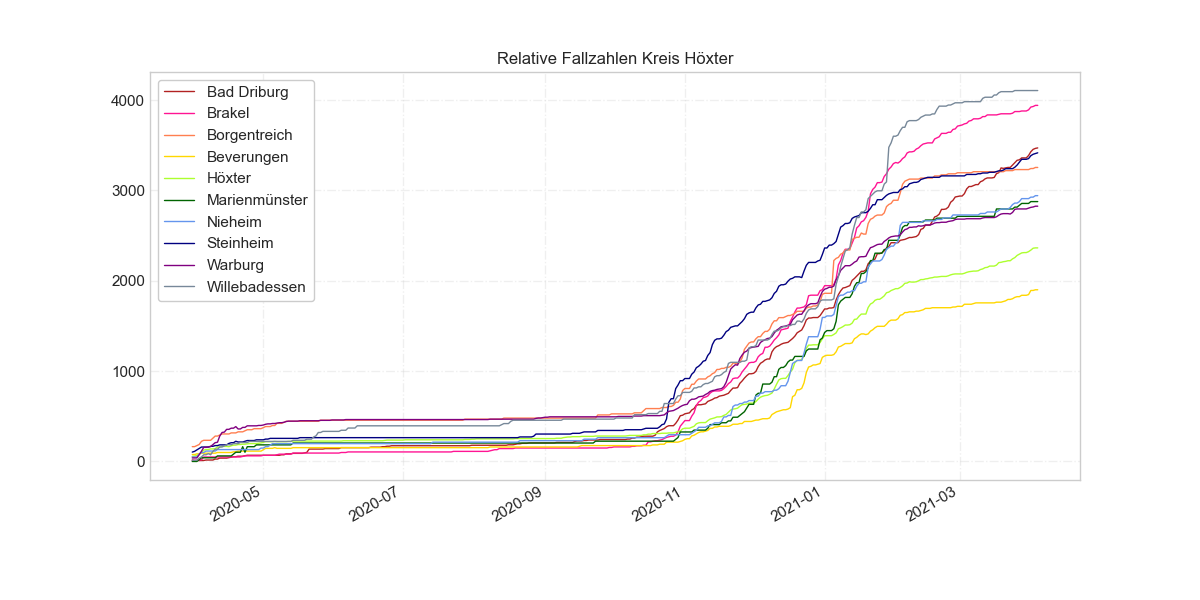 Relative Fallzahlen Kreis Höxter
Bad Driburg
Brakel
Borgentreich
Beverungen
Höxter
Marienmünster
Nieheim
Steinheim
Warburg
Willebadessen
4000
3000
2000
1000
0
2020-05
2020-07
2020-09
2020-11
2021-01
2021-03